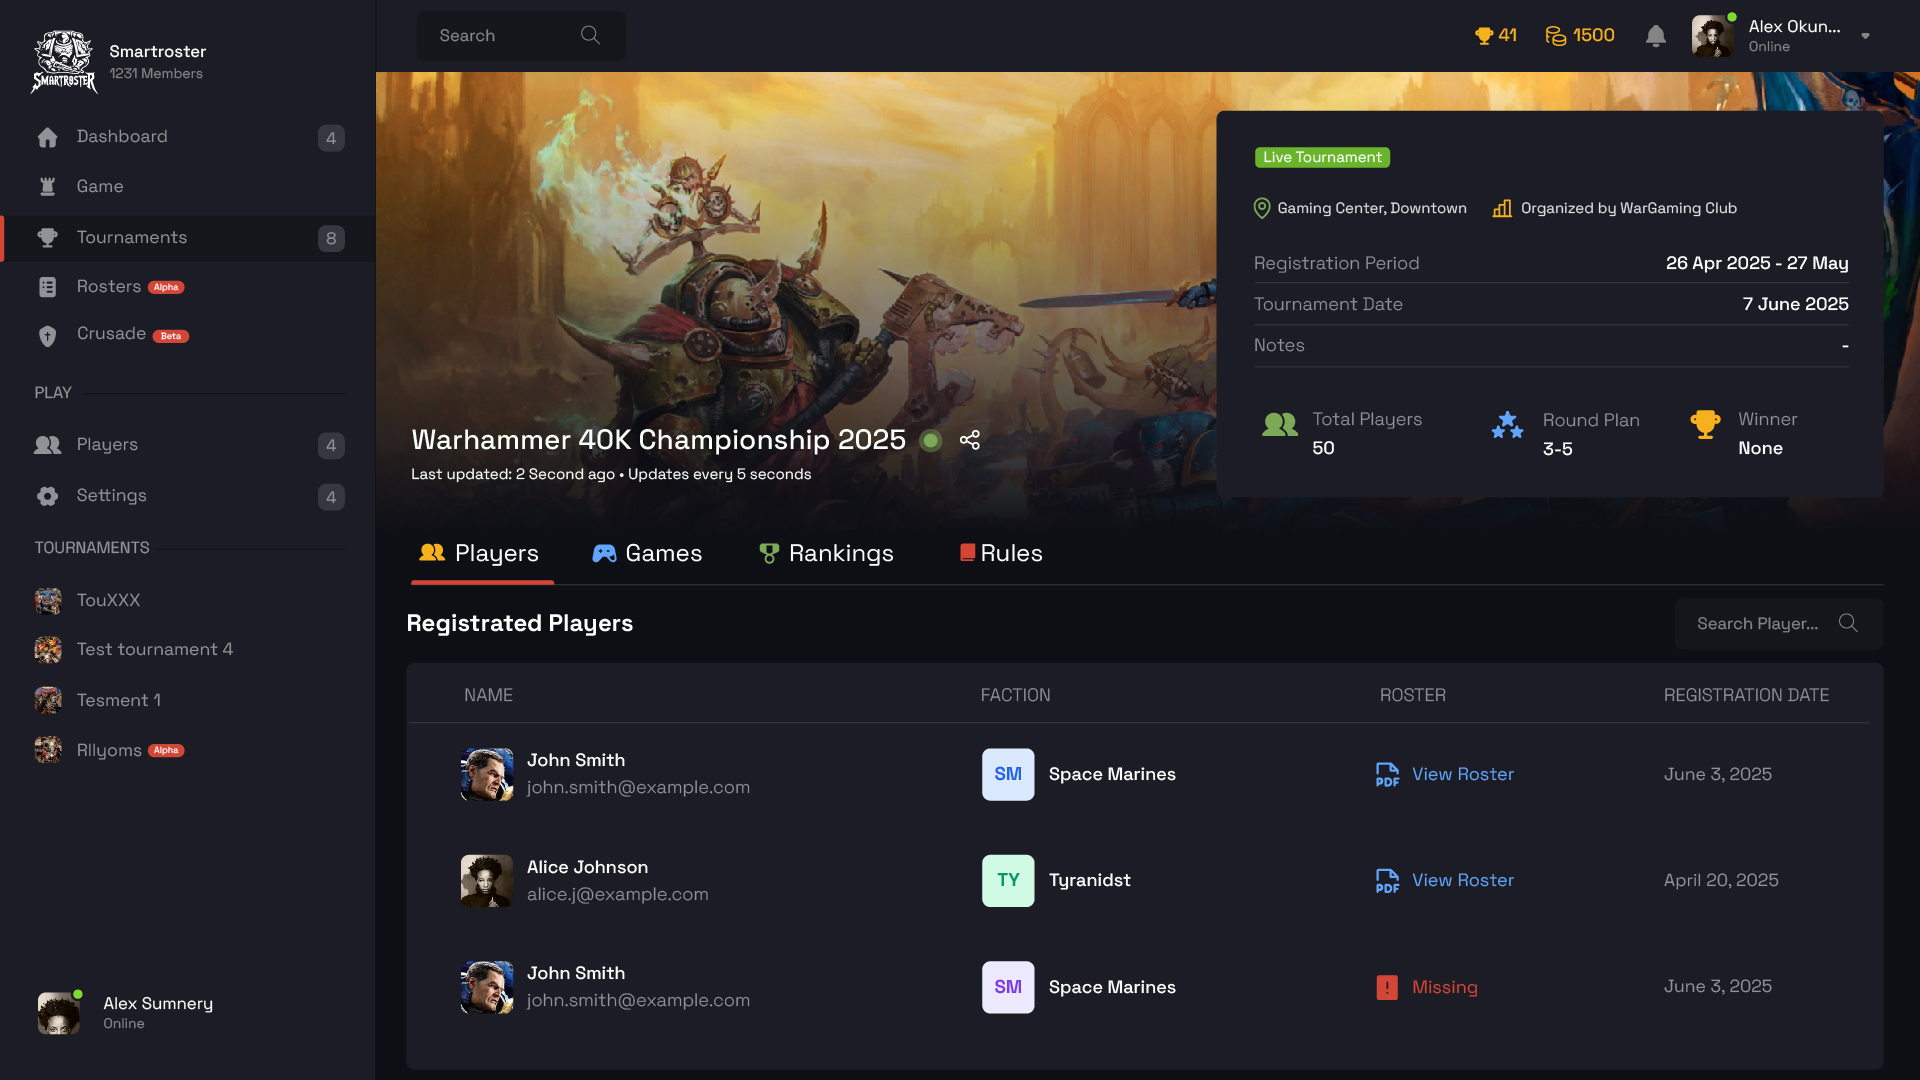 SMARTROSTER
Smartroster
1231 Members
Dashboard 4
Game
Tournaments 8
Rosters Alpha
Crusade Beta
PLAY
Players 4
Settings 4
TOURNAMENTS
TouXXX
Test tournament 4
Tesment 1
Rllyoms Alpha
Alex Sumnery
Online
Search
41
1500
Alex Okun...
Online
Live Tournament
Gaming Center, Downtown
Organized by WarGaming Club
Registration Period 26 Apr 2025 - 27 May
Tournament Date 7 June 2025
Notes -
Total Players
50
Round Plan
3-5
Winner
None
Warhammer 40K Championship 2025
Last updated: 2 Second ago • Updates every 5 seconds
Players Games Rankings Rules
Registrated Players
Search Player...
NAME FACTION ROSTER REGISTRATION DATE
John Smith
john.smith@example.com
SM Space Marines
PDF View Roster
June 3, 2025
Alice Johnson
alice.j@example.com
TY Tyranidst
PDF View Roster
April 20, 2025
John Smith
john.smith@example.com
SM Space Marines
! Missing
June 3, 2025